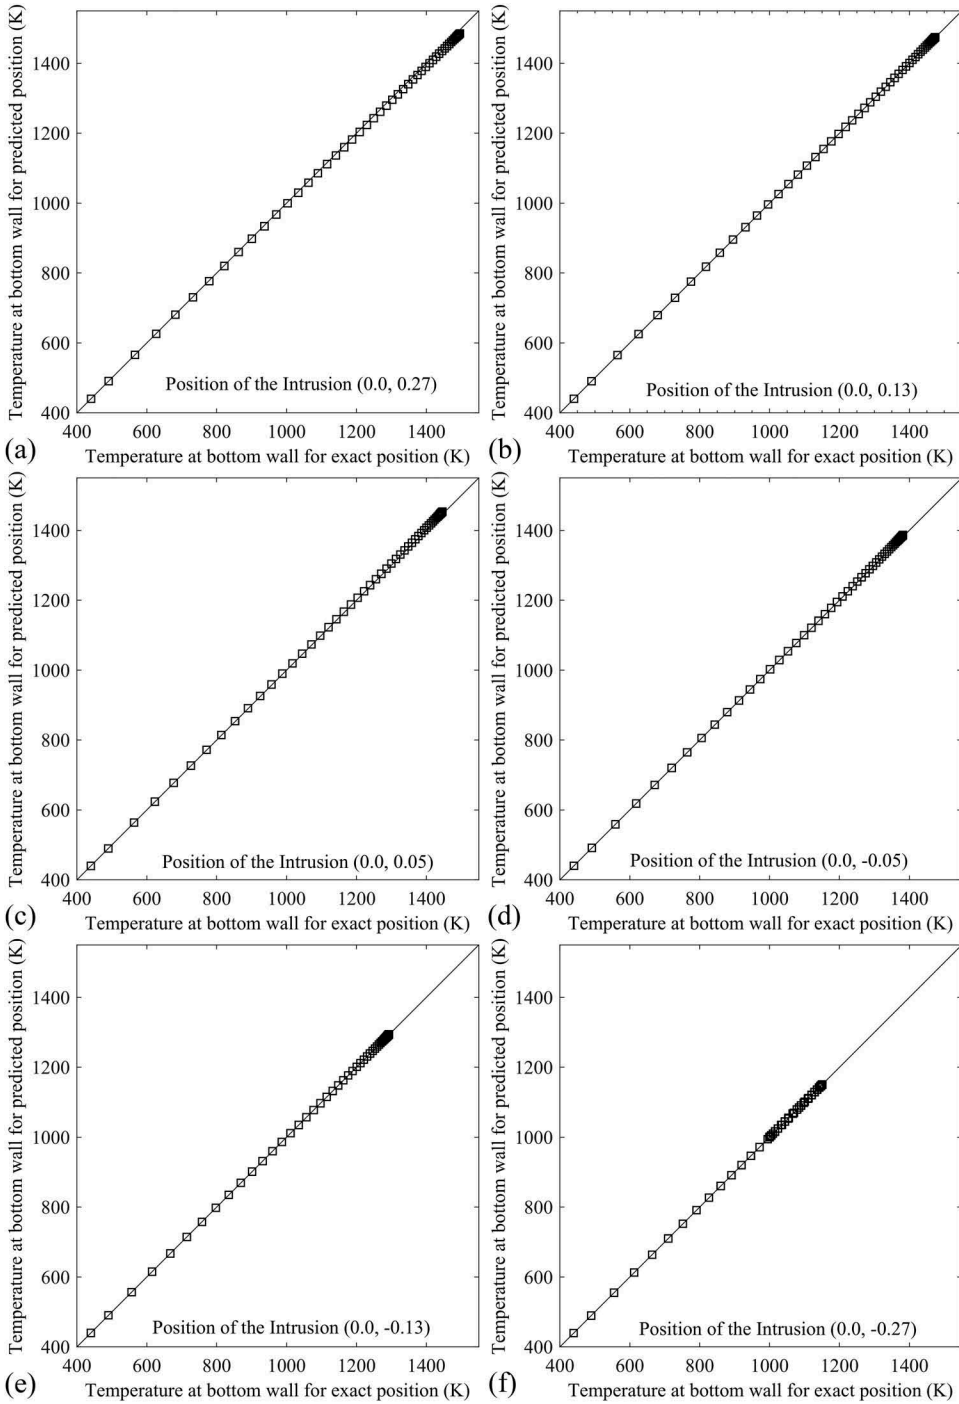 Temperature at bottom wall for predicted position (K)
1400
1200
1000
800
600
400
Position of the Intrusion (0.0, 0.27)
400 600 800 1000 1200 1400
(a) Temperature at bottom wall for exact position (K)
Temperature at bottom wall for predicted position (K)
1400
1200
1000
800
600
400
Position of the Intrusion (0.0, 0.13)
400 600 800 1000 1200 1400
(b) Temperature at bottom wall for exact position (K)
Temperature at bottom wall for predicted position (K)
1400
1200
1000
800
600
400
Position of the Intrusion (0.0, 0.05)
400 600 800 1000 1200 1400
(c) Temperature at bottom wall for exact position (K)
Temperature at bottom wall for predicted position (K)
1400
1200
1000
800
600
400
Position of the Intrusion (0.0, -0.05)
400 600 800 1000 1200 1400
(d) Temperature at bottom wall for exact position (K)
Temperature at bottom wall for predicted position (K)
1400
1200
1000
800
600
400
Position of the Intrusion (0.0, -0.13)
400 600 800 1000 1200 1400
(e) Temperature at bottom wall for exact position (K)
Temperature at bottom wall for predicted position (K)
1400
1200
1000
800
600
400
Position of the Intrusion (0.0, -0.27)
400 600 800 1000 1200 1400
(f) Temperature at bottom wall for exact position (K)